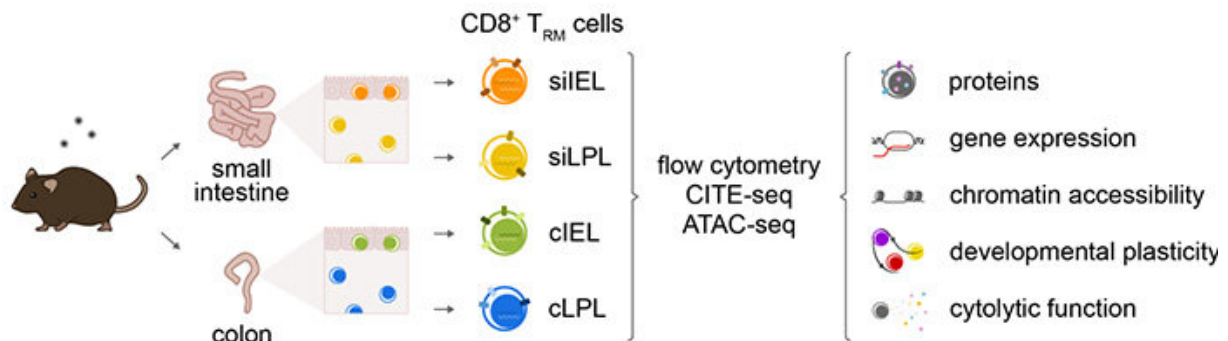 CD8⁺ T_RM cells
small
intestine
colon
siIEL
siLPL
cIEL
cLPL
flow cytometry
CITE-seq
ATAC-seq
proteins
gene expression
chromatin accessibility
developmental plasticity
cytolytic function